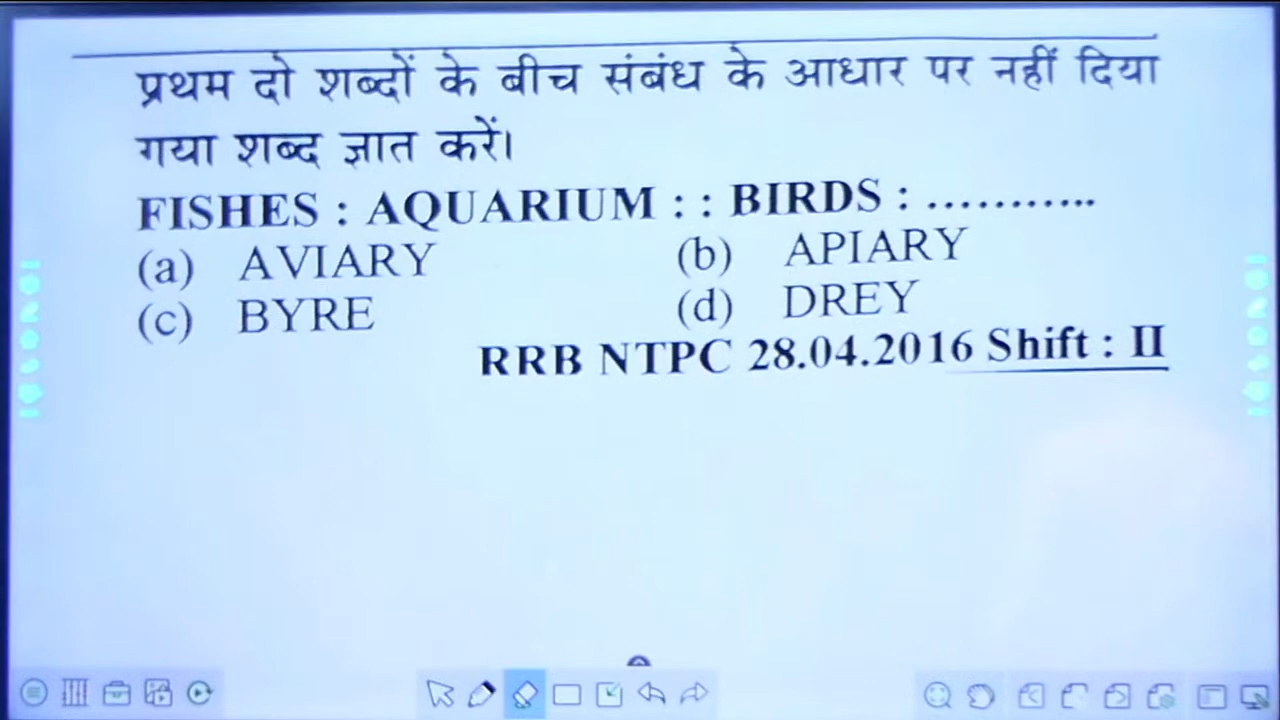 प्रथम दो शब्दों के बीच संबंध के आधार पर नहीं दिया
गया शब्द ज्ञात करें।
FISHES : AQUARIUM : : BIRDS : ...........
(a) AVIARY (b) APIARY
(c) BYRE (d) DREY
RRB NTPC 28.04.2016 Shift : II